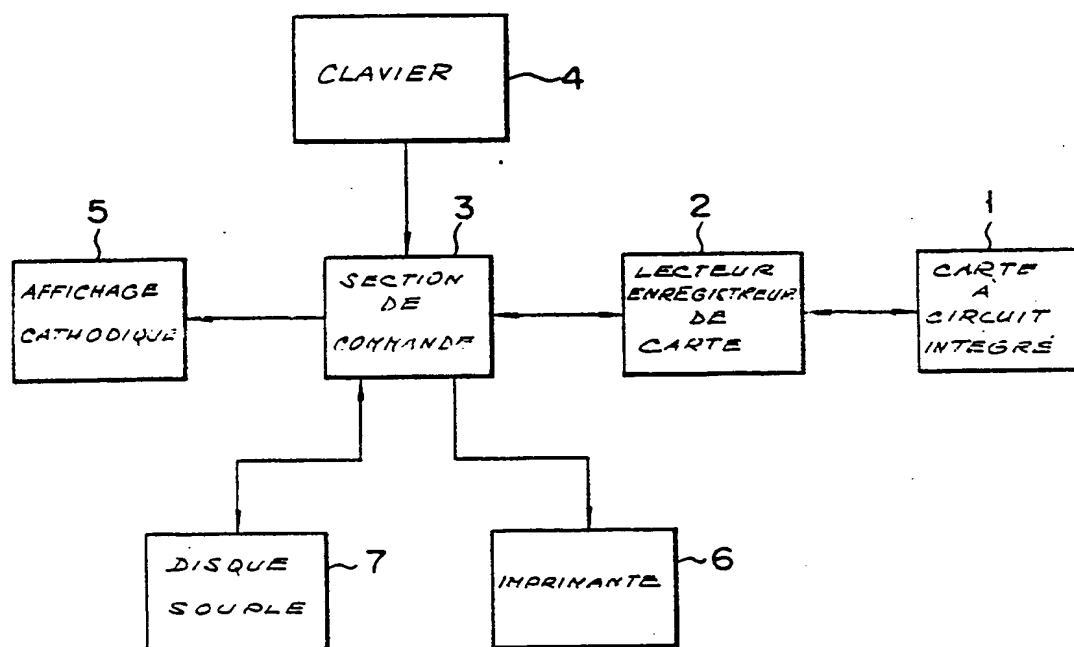 CLAVIER
4
5
3
2
1
AFFICHAGE
CATHODIQUE
SECTION
DE
COMMANDE
LECTEUR
ENREGISTREUR
DE
CARTE
CARTE
À
CIRCUIT
INTÉGRÉ
DISQUE
SOUPLE
7
IMPRIMANTE
6